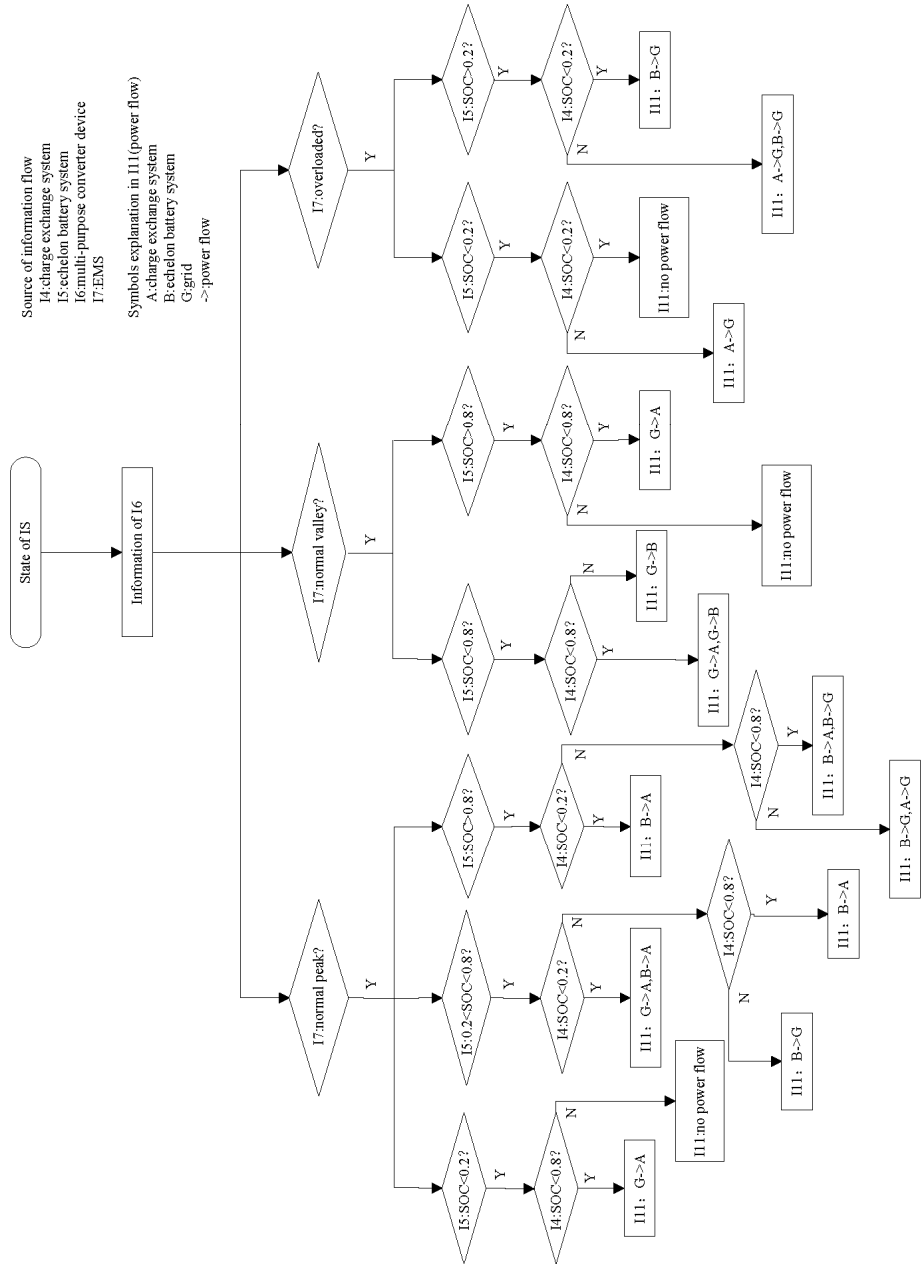 State of IS
Information of I6
Source of information flow
I4:charge exchange system
I5:echelon battery system
I6:multi-purpose converter device
I7:EMS
Symbols explanation in I11(power flow)
A:charge exchange system
B:echelon battery system
G:grid
->:power flow
I7:normal peak?
Y
I7:normal valley?
Y
I7:overloaded?
Y
I5:SOC<0.2?
Y
I4:SOC<0.8?
Y
N
I11: G->A
I11:no power flow
I5:0.2<SOC<0.8?
Y
I4:SOC<0.2?
Y
N
I11: G->A,B->A
I4:SOC<0.8?
N
Y
I11: B->G
I11: B->A
I5:SOC>0.8?
Y
I4:SOC<0.2?
Y
N
I11: B->A
I4:SOC<0.8?
N
Y
I11: B->G,A->G
I11: B->A,B->G
I5:SOC<0.8?
Y
I4:SOC<0.8?
Y
N
I11: G->A,G->B
I11: G->B
I5:SOC>0.8?
Y
I4:SOC<0.8?
N
Y
I11:no power flow
I11: G->A
I5:SOC<0.2?
Y
I4:SOC<0.2?
N
Y
I11: A->G
I11:no power flow
I5:SOC>0.2?
Y
I4:SOC<0.2?
N
Y
I11: A->G,B->G
I11: B->G